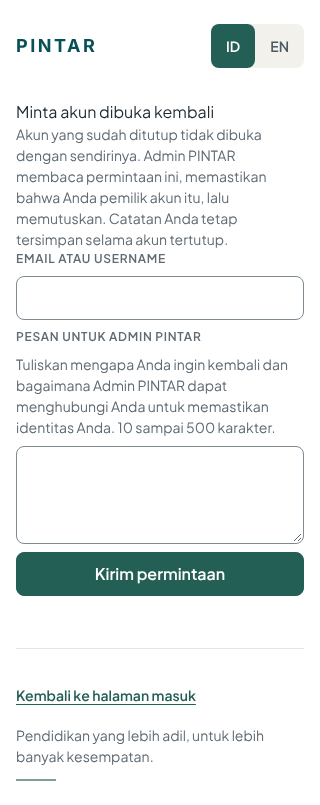 PINTAR
ID EN
Minta akun dibuka kembali
Akun yang sudah ditutup tidak dibuka
dengan sendirinya. Admin PINTAR
membaca permintaan ini, memastikan
bahwa Anda pemilik akun itu, lalu
memutuskan. Catatan Anda tetap
tersimpan selama akun tertutup.
EMAIL ATAU USERNAME
PESAN UNTUK ADMIN PINTAR
Tuliskan mengapa Anda ingin kembali dan
bagaimana Admin PINTAR dapat
menghubungi Anda untuk memastikan
identitas Anda. 10 sampai 500 karakter.
Kirim permintaan
Kembali ke halaman masuk
Pendidikan yang lebih adil, untuk lebih
banyak kesempatan.